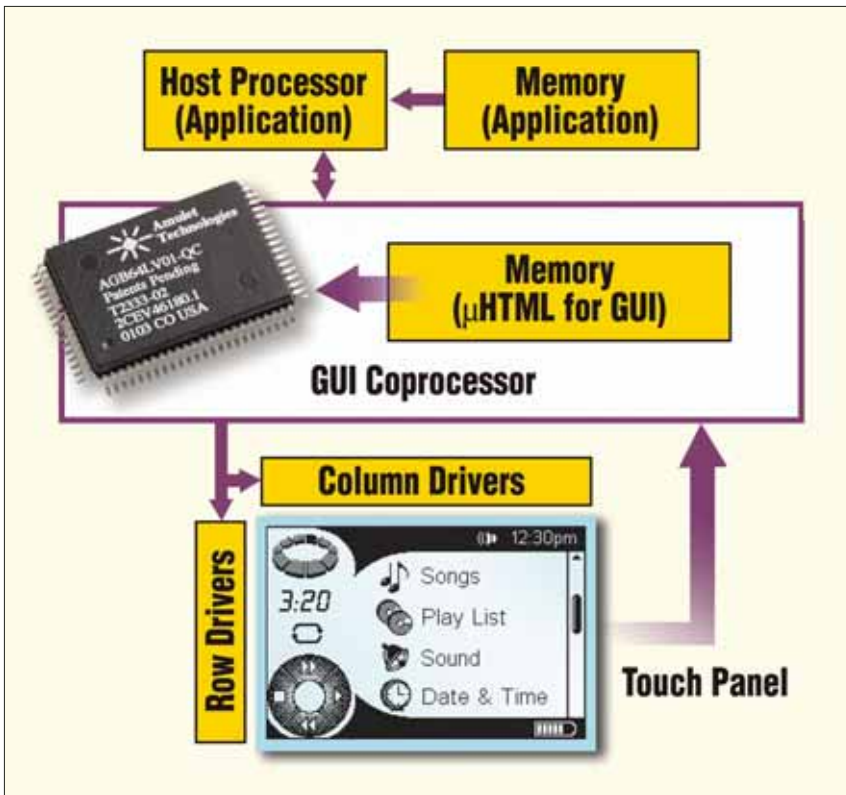 Host Processor
(Application)
Memory
(Application)
Amulet
Technologies
AGB64LV01-QC
Patents Pending
T2333-02
2CEV46180.1
0103 CO USA
Memory
(µHTML for GUI)
GUI Coprocessor
Column Drivers
Row Drivers
12:30pm
3:20
Songs
Play List
Sound
Date & Time
Touch Panel